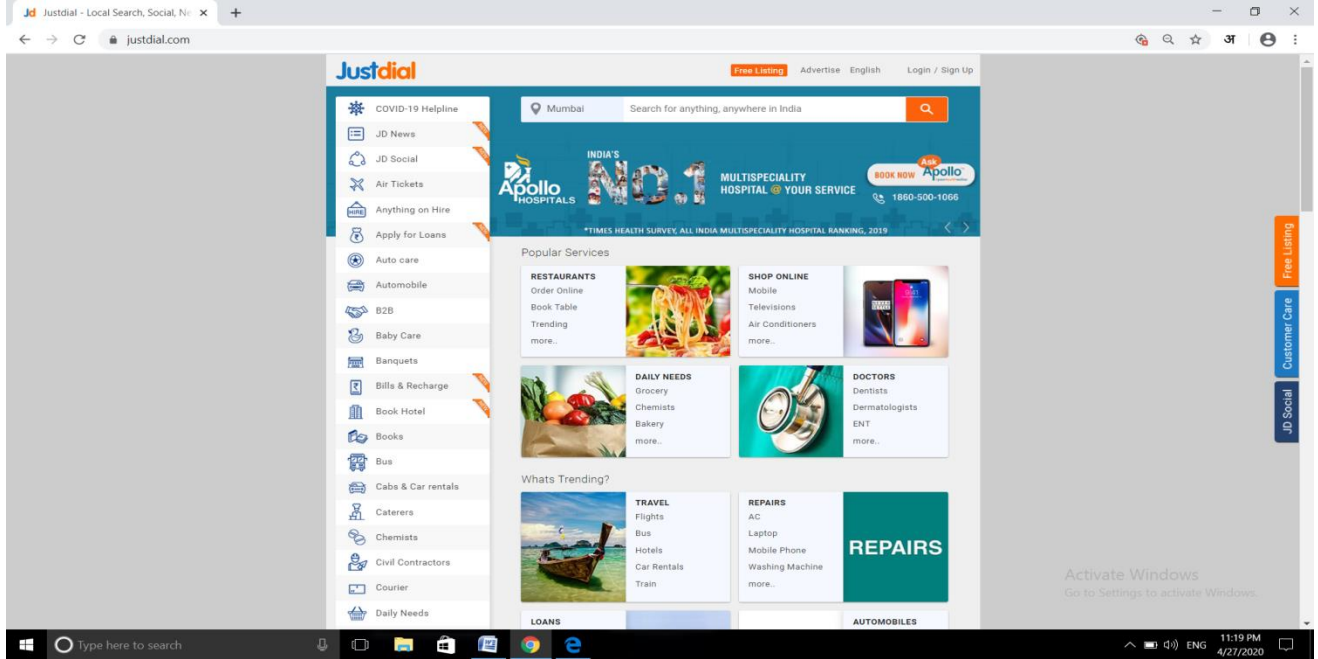 Jd Justdial - Local Search, Social, Ne
justdial.com
अ
Justdial
Free Listing Advertise English Login / Sign Up
COVID-19 Helpline
JD News
JD Social
Air Tickets
HIRE Anything on Hire
Apply for Loans
Auto care
Automobile
B2B
Baby Care
Banquets
Bills & Recharge
Book Hotel
Books
Bus
Cabs & Car rentals
Caterers
Chemists
Civil Contractors
Courier
Daily Needs
Mumbai Search for anything, anywhere in India
Apollo
HOSPITALS
INDIA'S
NO.1
MULTISPECIALITY
HOSPITAL @ YOUR SERVICE
BOOK NOW Ask Apollo
1860-500-1066
*TIMES HEALTH SURVEY, ALL INDIA MULTISPECIALITY HOSPITAL RANKING, 2019
Popular Services
RESTAURANTS
Order Online
Book Table
Trending
more..
SHOP ONLINE
Mobile
Televisions
Air Conditioners
more..
DAILY NEEDS
Grocery
Chemists
Bakery
more..
DOCTORS
Dentists
Dermatologists
ENT
more..
Whats Trending?
TRAVEL
Flights
Bus
Hotels
Car Rentals
Train
REPAIRS
AC
Laptop
Mobile Phone
Washing Machine
more..
REPAIRS
LOANS
AUTOMOBILES
Free Listing
Customer Care
JD Social
Activate Windows
Go to Settings to activate Windows.
Type here to search
ENG
11:19 PM
4/27/2020